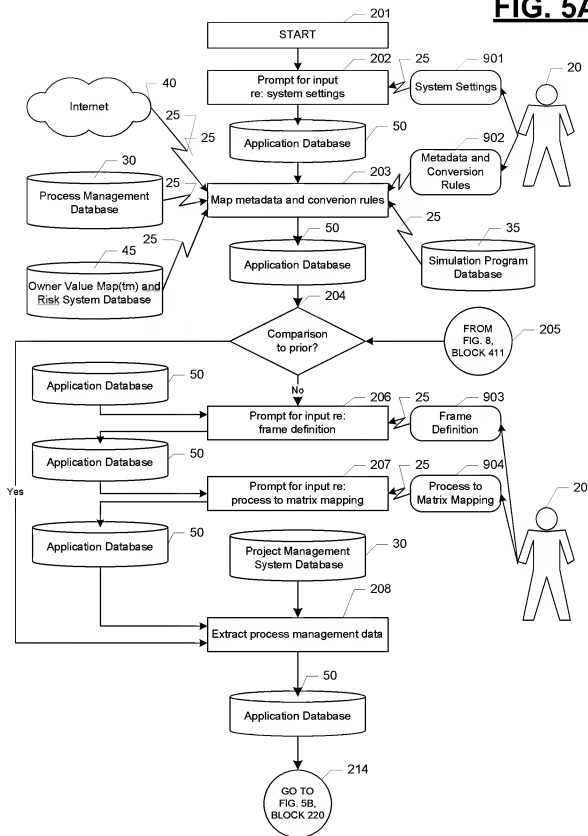 FIG. 5A
201
START
202
25
901
20
Prompt for input
re: system settings
System Settings
40
Internet
25
25
50
Application Database
902
Metadata and
Conversion
Rules
30
25
203
Process Management
Database
Map metadata and converion rules
25
25
45
50
35
Owner Value Map(tm) and
Risk System Database
Application Database
Simulation Program
Database
204
Comparison
to prior?
FROM
FIG. 8,
BLOCK 411
205
50
Application Database
No
206
25
903
Prompt for input re:
frame definition
Frame
Definition
50
Application Database
207
25
904
20
Prompt for input re:
process to matrix mapping
Process to
Matrix Mapping
Yes
50
Application Database
30
Project Management
System Database
208
Extract process management data
50
Application Database
214
GO TO
FIG. 5B,
BLOCK 220